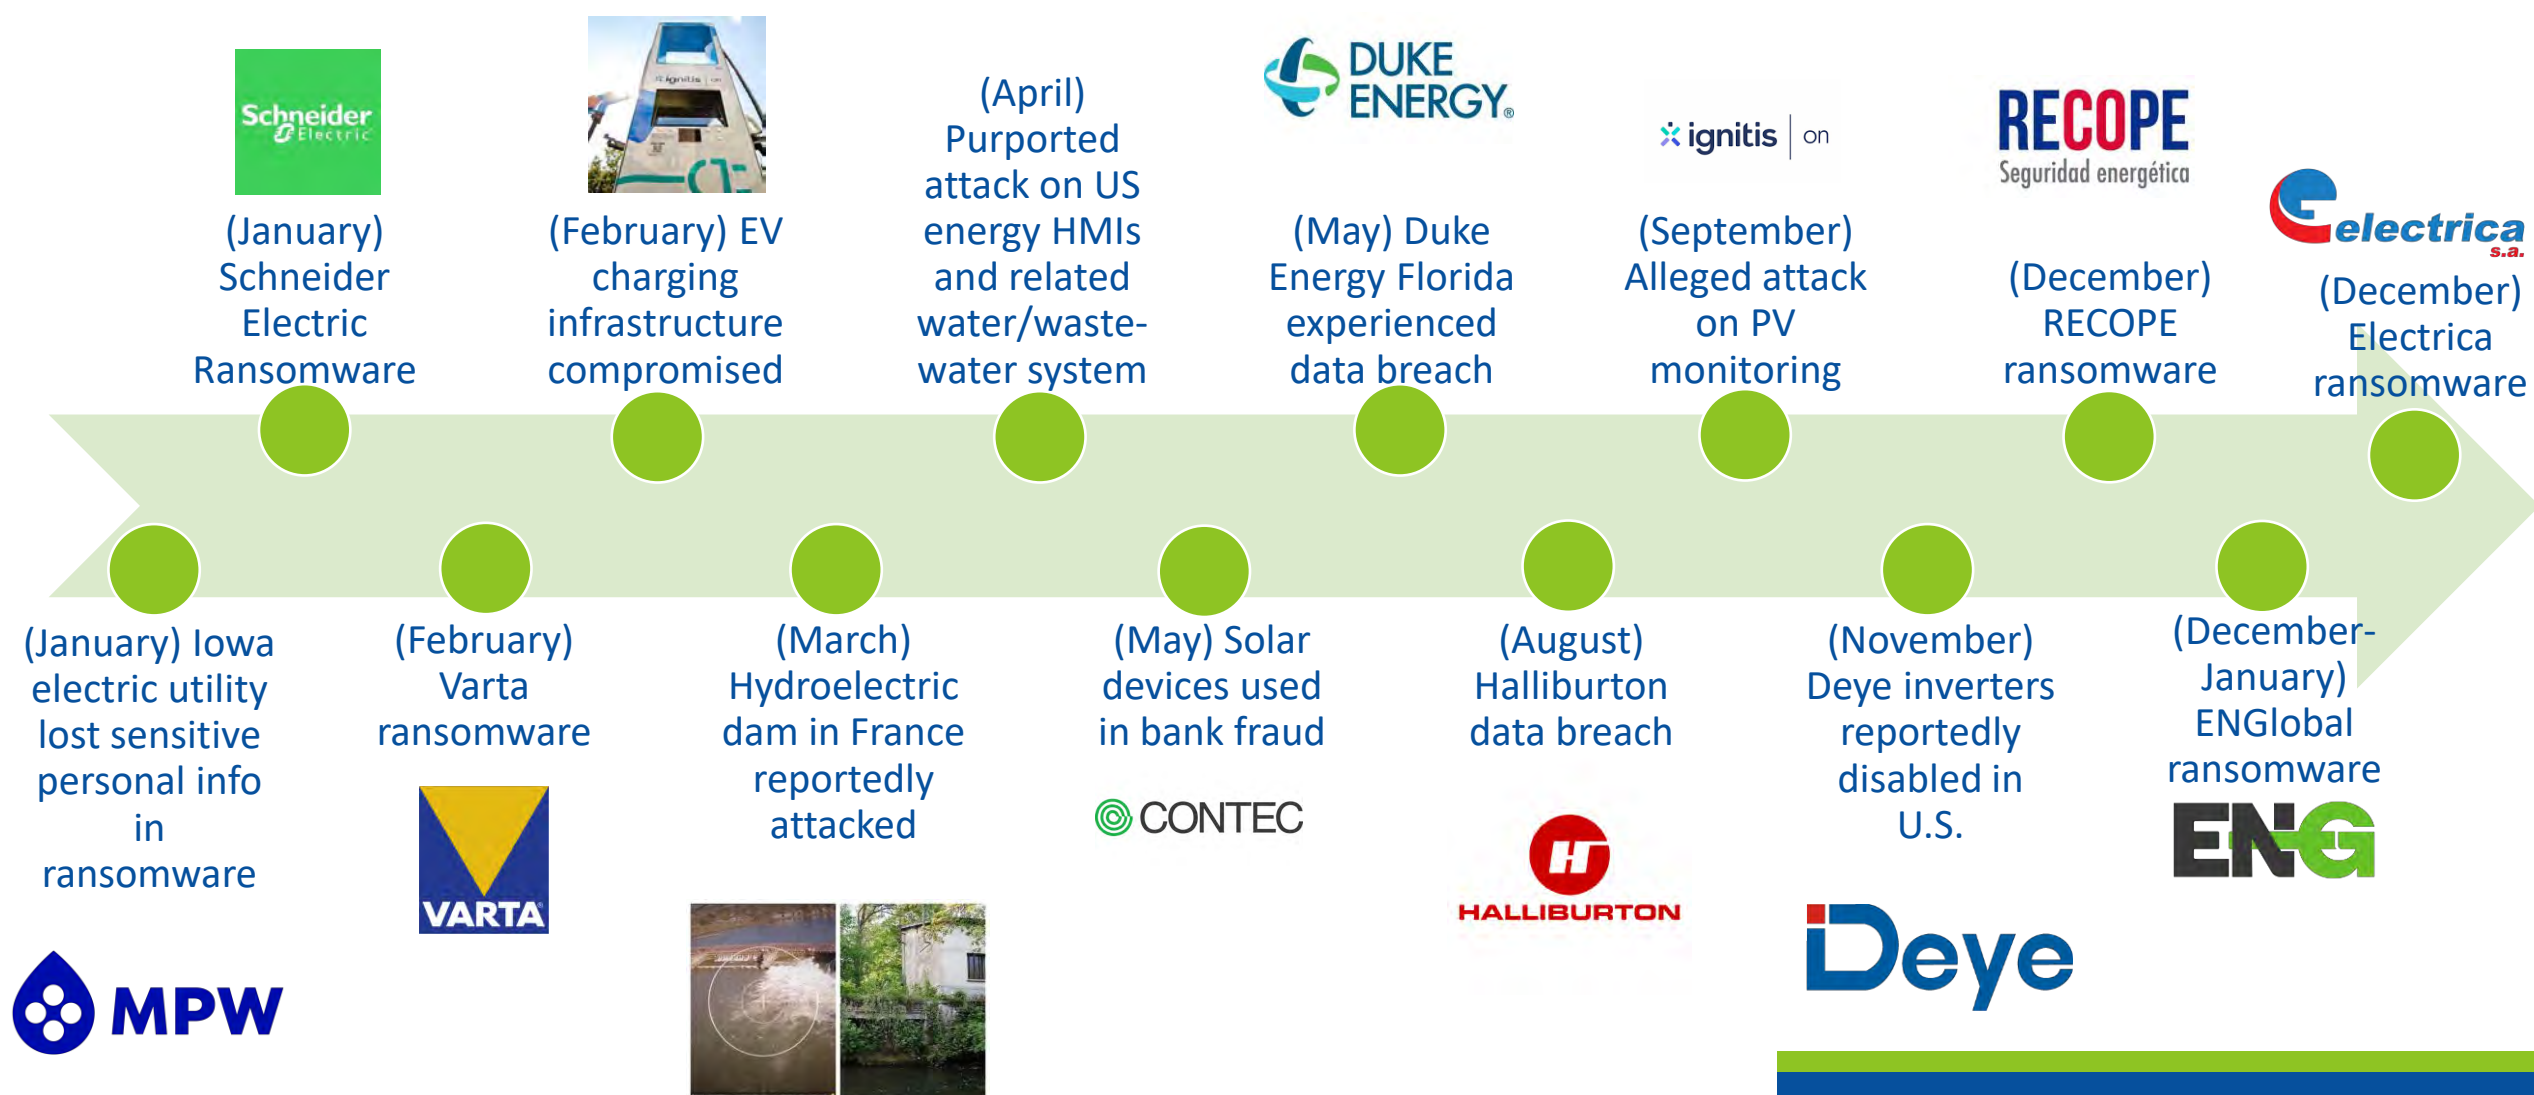 Schneider
Electric
(January)
Schneider
Electric
Ransomware
ignitis on
(February) EV
charging
infrastructure
compromised
(April)
Purported
attack on US
energy HMIs
and related
water/waste-
water system
DUKE
ENERGY®
(May) Duke
Energy Florida
experienced
data breach
ignitis | on
(September)
Alleged attack
on PV
monitoring
RECOPE
Seguridad energética
(December)
RECOPE
ransomware
electrica
s.a.
(December)
Electrica
ransomware
(January) Iowa
electric utility
lost sensitive
personal info
in
ransomware
MPW
(February)
Varta
ransomware
VARTA
(March)
Hydroelectric
dam in France
reportedly
attacked
(May) Solar
devices used
in bank fraud
CONTEC
(August)
Halliburton
data breach
H
HALLIBURTON
(November)
Deye inverters
reportedly
disabled in
U.S.
Deye
(December-
January)
ENGlobal
ransomware
ENG